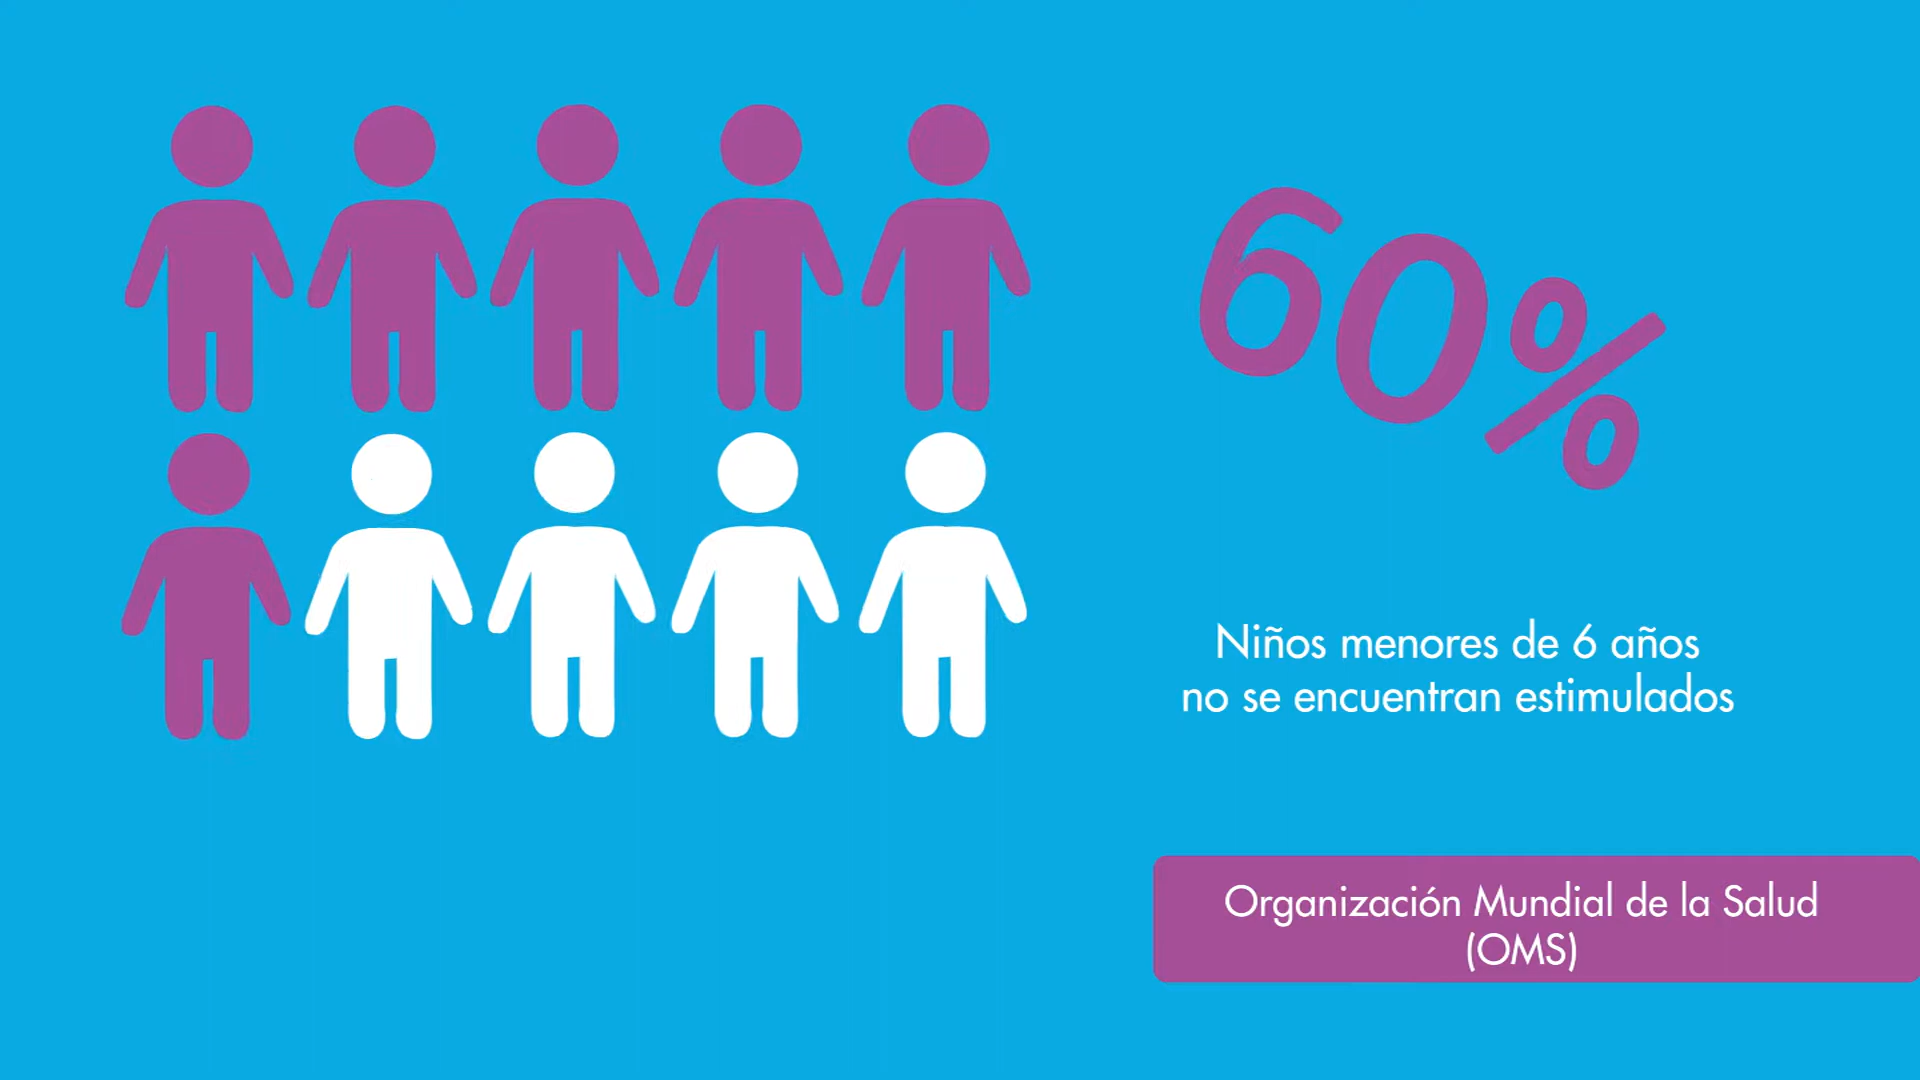 60%
Niños menores de 6 años
no se encuentran estimulados
Organización Mundial de la Salud
(OMS)